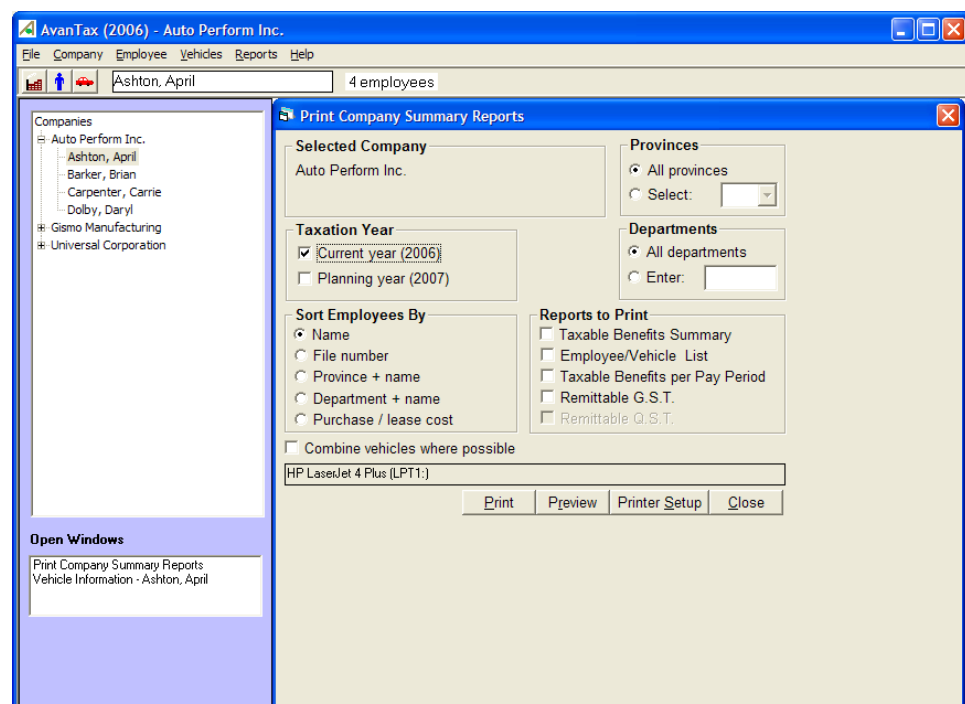 AvanTax (2006) - Auto Perform Inc.
File Company Employee Vehicles Reports Help
Ashton, April 4 employees
Companies
Auto Perform Inc.
Ashton, April
Barker, Brian
Carpenter, Carrie
Dolby, Daryl
Gismo Manufacturing
Universal Corporation
Open Windows
Print Company Summary Reports
Vehicle Information - Ashton, April
Print Company Summary Reports
Selected Company
Auto Perform Inc.
Provinces
All provinces
Select:
Taxation Year
Current year (2006)
Planning year (2007)
Departments
All departments
Enter:
Sort Employees By
Name
File number
Province + name
Department + name
Purchase / lease cost
Reports to Print
Taxable Benefits Summary
Employee/Vehicle List
Taxable Benefits per Pay Period
Remittable G.S.T.
Remittable Q.S.T.
Combine vehicles where possible
HP LaserJet 4 Plus (LPT1:)
Print Preview Printer Setup Close